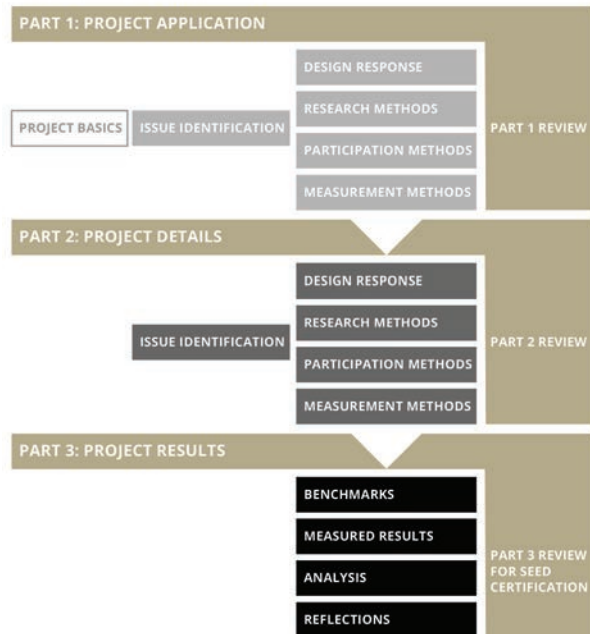 PART 1: PROJECT APPLICATION
DESIGN RESPONSE
RESEARCH METHODS
PROJECT BASICS
ISSUE IDENTIFICATION
PARTICIPATION METHODS
MEASUREMENT METHODS
PART 1 REVIEW
PART 2: PROJECT DETAILS
DESIGN RESPONSE
RESEARCH METHODS
ISSUE IDENTIFICATION
PARTICIPATION METHODS
MEASUREMENT METHODS
PART 2 REVIEW
PART 3: PROJECT RESULTS
BENCHMARKS
MEASURED RESULTS
ANALYSIS
REFLECTIONS
PART 3 REVIEW
FOR SEED
CERTIFICATION